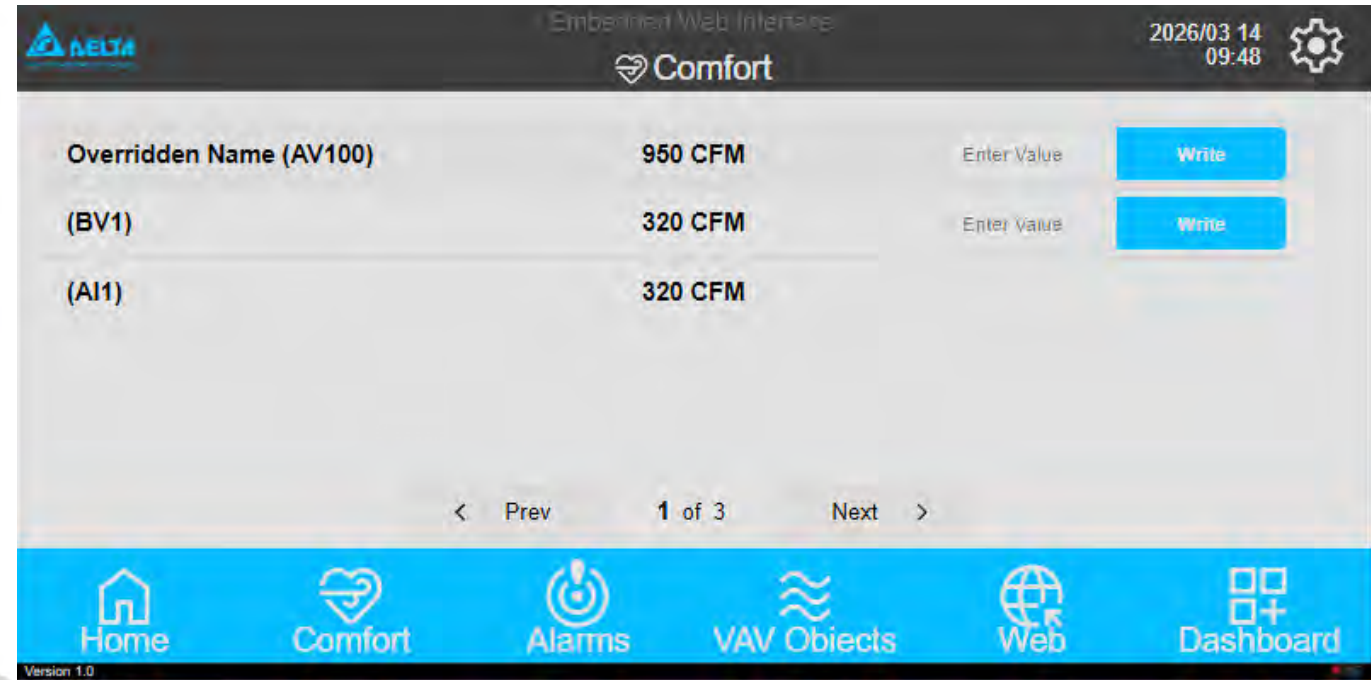 Embedded Web Interface
DELTA
Comfort
2026/03 14
09:48
Overridden Name (AV100) 950 CFM Enter Value Write
(BV1) 320 CFM Enter Value Write
(AI1) 320 CFM
< Prev 1 of 3 Next >
Home Comfort Alarms VAV Objects Web Dashboard
Version 1.0